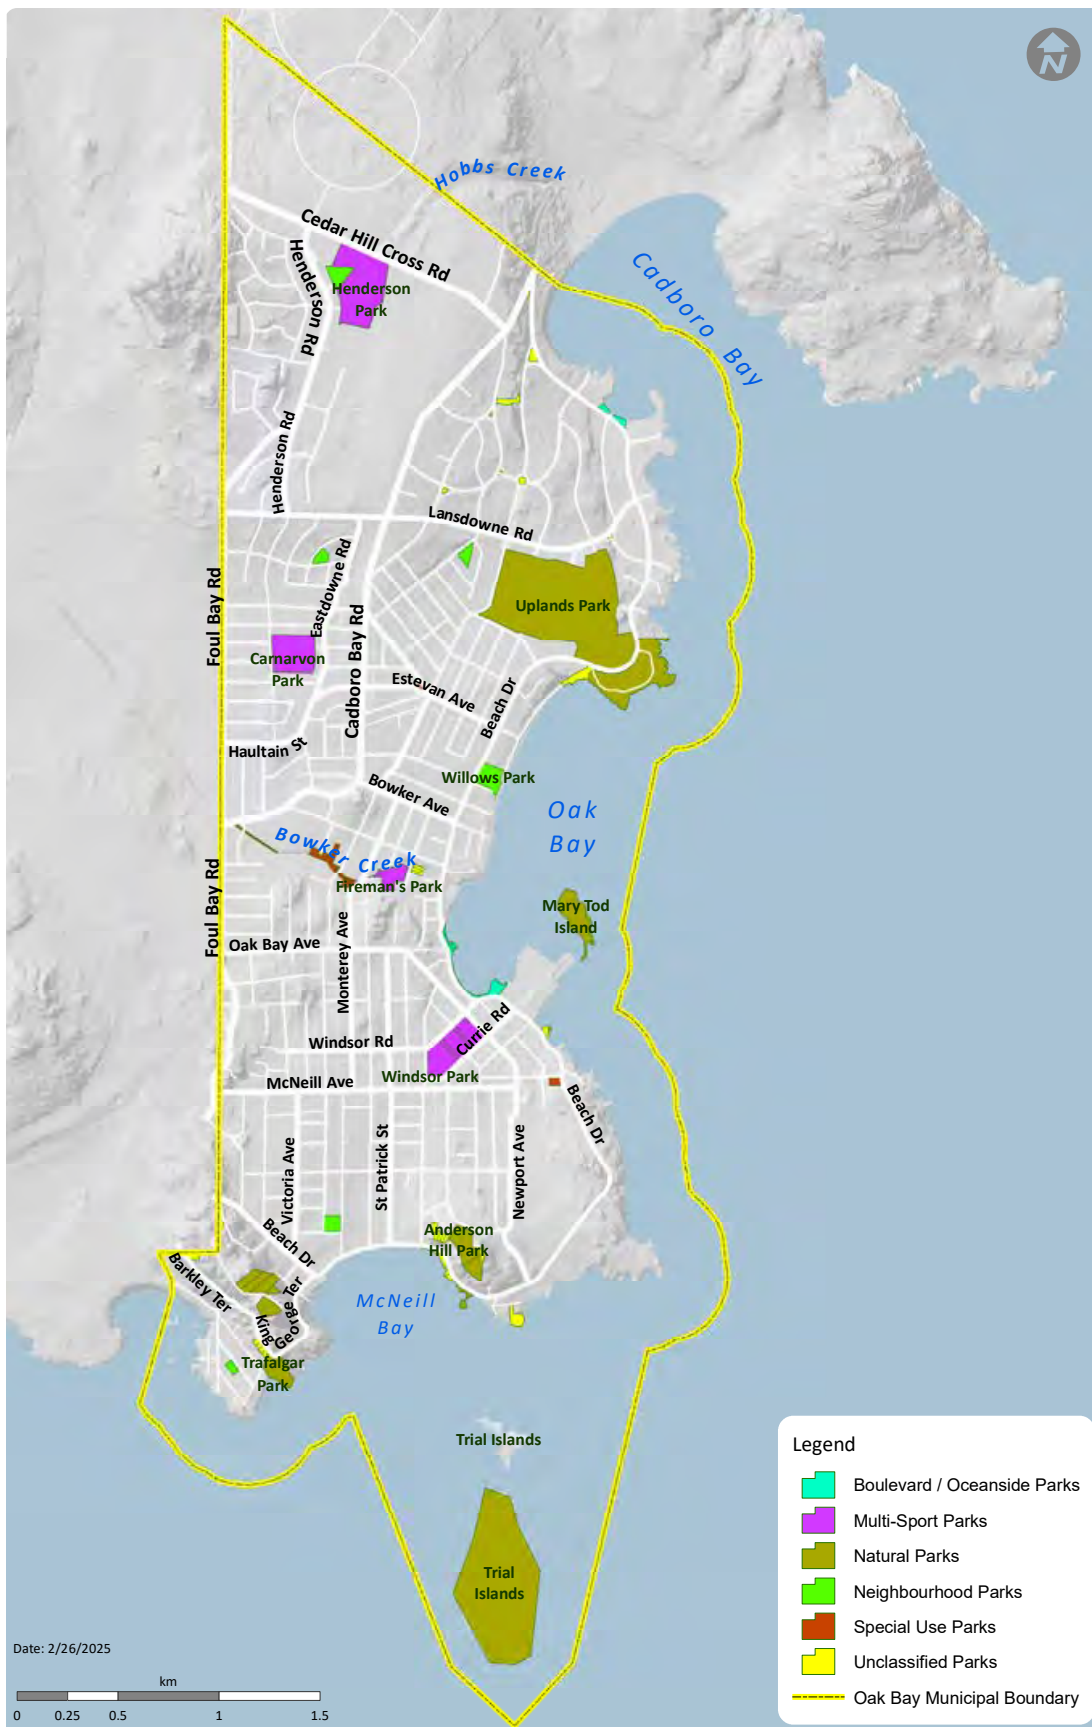 N
Hobbs Creek
Cedar Hill Cross Rd
Cadboro Bay
Henderson Rd
Henderson
Park
Henderson Rd
Lansdowne Rd
Eastdowne Rd
Foul Bay Rd
Uplands Park
Cadboro Bay Rd
Carnarvon
Park
Estevan Ave
Beach Dr
Haultain St
Willows Park
Bowker Ave
Oak
Bay
Bowker Creek
Fireman's Park
Foul Bay Rd
Mary Tod
Island
Monterey Ave
Oak Bay Ave
Currie Rd
Windsor Rd
Windsor Park
McNeill Ave
Beach Dr
Victoria Ave
St Patrick St
Newport Ave
Anderson
Hill Park
Beach Dr
Barkley Ter
King George Ter
McNeill
Bay
Trafalgar
Park
Trial Islands
Trial
Islands
Legend
Boulevard / Oceanside Parks
Multi-Sport Parks
Natural Parks
Neighbourhood Parks
Special Use Parks
Unclassified Parks
Oak Bay Municipal Boundary
Date: 2/26/2025
km
0 0.25 0.5 1 1.5